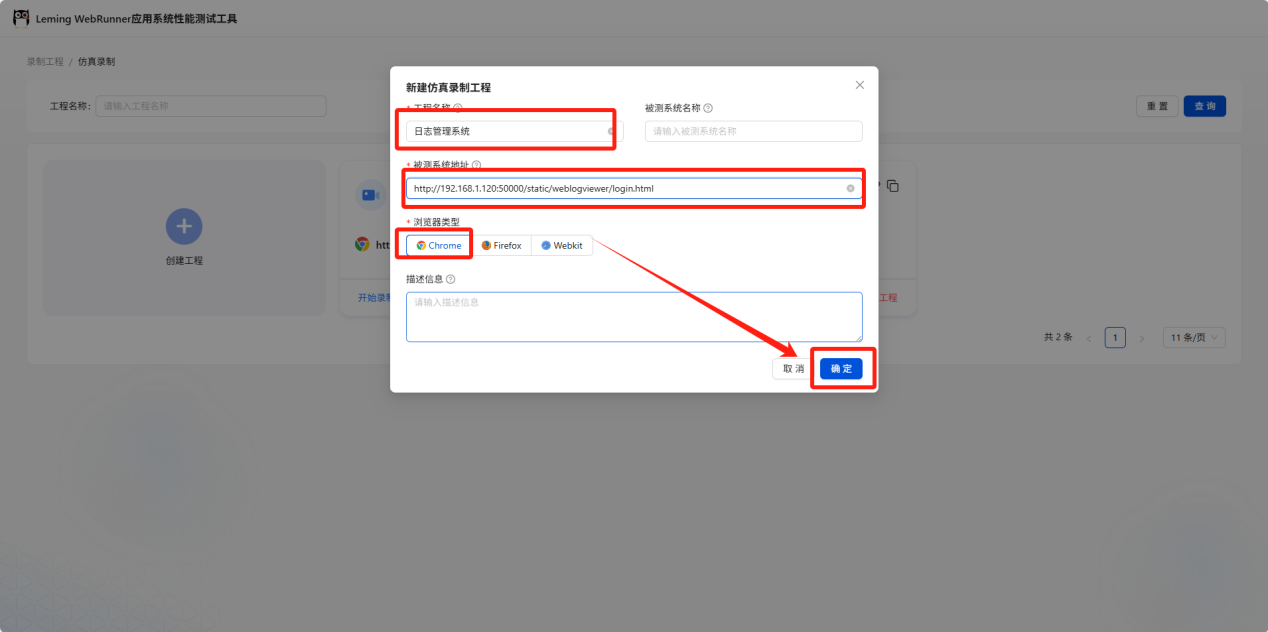 Leming WebRunner应用系统性能测试工具
录制工程 / 仿真录制
工程名称: 请输入工程名称
重 置
查 询
创建工程
开始录制
工程
共 2 条
1
11 条/页
新建仿真录制工程
* 工程名称
日志管理系统
被测系统名称
请输入被测系统名称
* 被测系统地址
http://192.168.1.120:50000/static/weblogviewer/login.html
* 浏览器类型
Chrome
Firefox
Webkit
描述信息
请输入描述信息
取 消
确 定